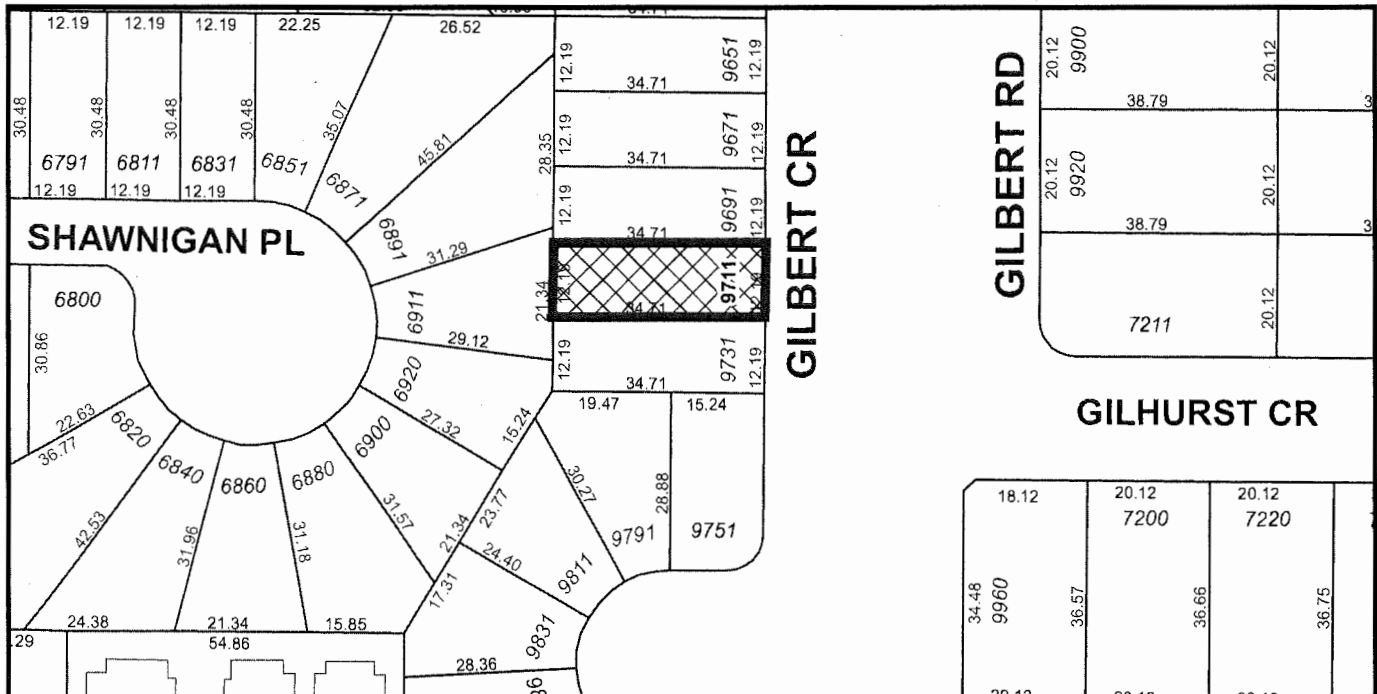 12.19 12.19 12.19 22.25 26.52
30.48 30.48 30.48 30.48 35.07 45.81 28.35
6791 6811 6831 6851 6871 6891
12.19 12.19 12.19
SHAWNIGAN PL
31.29
6911
21.34
29.12
6800
30.86
22.63
36.77
6820 6840 6860 6880 6900 6920
27.32
15.24
42.53 31.96 31.18 31.57
21.34
23.77
17.31
24.38 21.34 15.85
.29
54.86
12.19 9651 12.19
34.71
12.19 9671 12.19
34.71
12.19 9691 12.19
34.71
9711
34.71
12.19 9731 12.19
34.71
19.47 15.24
30.27 28.88
9791 9751
24.40
9811
9831
28.36
GILBERT CR
GILBERT RD
20.12 9900 20.12
38.79
20.12 9920 20.12
38.79
7211 20.12
GILHURST CR
18.12 20.12 20.12
7200 7220
34.48 9960 36.57 36.66 36.75